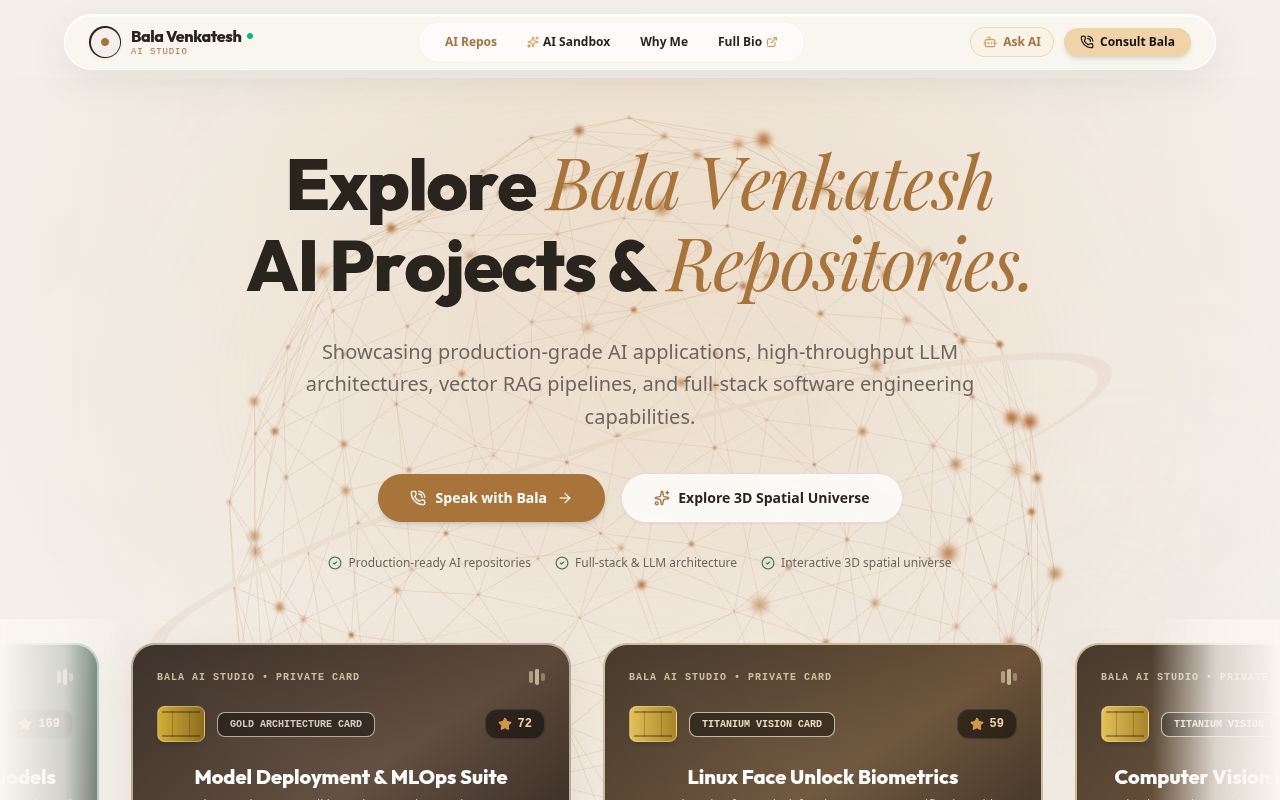 Bala Venkatesh
AI STUDIO
AI Repos
AI Sandbox
Why Me
Full Bio
Ask AI
Consult Bala
Explore Bala Venkatesh
AI Projects & Repositories.
Showcasing production-grade AI applications, high-throughput LLM
architectures, vector RAG pipelines, and full-stack software engineering
capabilities.
Speak with Bala
Explore 3D Spatial Universe
Production-ready AI repositories
Full-stack & LLM architecture
Interactive 3D spatial universe
169
BALA AI STUDIO • PRIVATE CARD
GOLD ARCHITECTURE CARD
72
Model Deployment & MLOps Suite
BALA AI STUDIO • PRIVATE CARD
TITANIUM VISION CARD
59
Linux Face Unlock Biometrics
BALA AI STUDIO • PRIVATE
TITANIUM VISION
Computer Vision